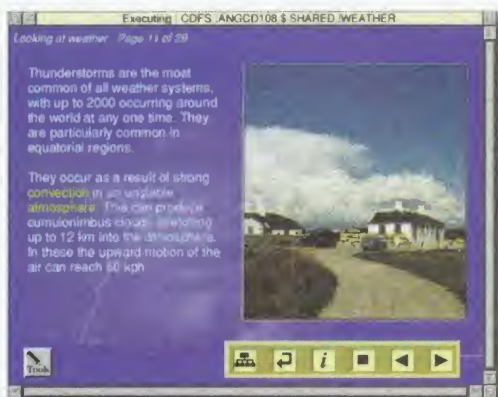 Executing CDFS .ANGCD108.$ SHARED !WEATHER
Looking at weather Page 11 of 29
Thunderstorms are the most
common of all weather systems,
with up to 2000 occurring around
the world at any one time. They
are particularly common in
equatorial regions.
They occur as a result of strong
convection in an unstable
atmosphere. This can produce
cumulonimbus clouds extending
up to 12 km into the atmosphere.
In these the upward motion of the
air can reach 60 kph
Tools
i